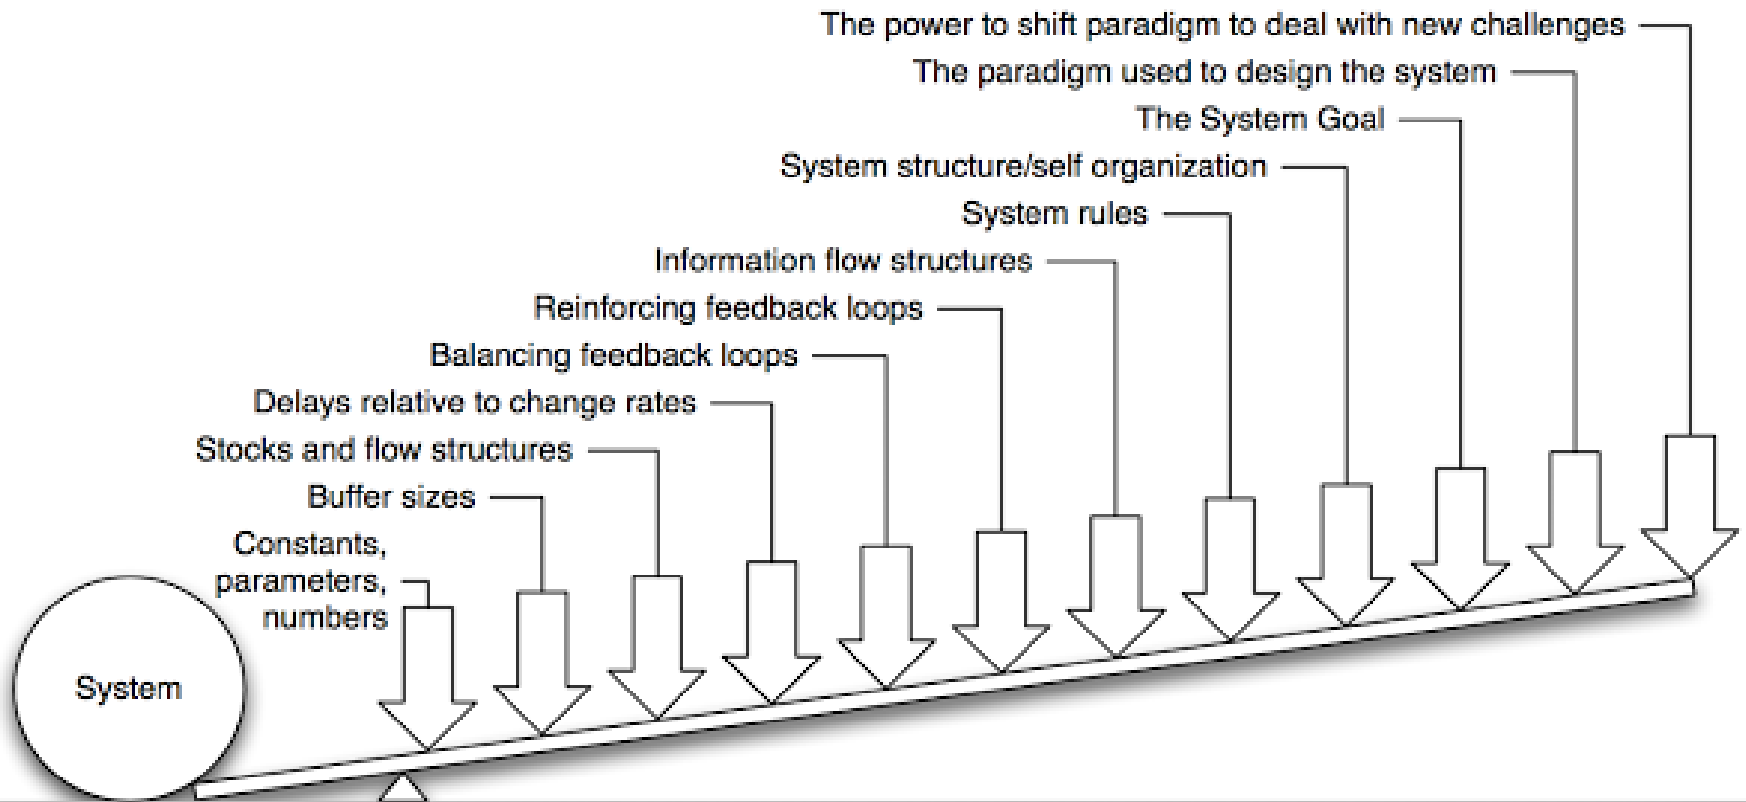 The power to shift paradigm to deal with new challenges
The paradigm used to design the system
The System Goal
System structure/self organization
System rules
Information flow structures
Reinforcing feedback loops
Balancing feedback loops
Delays relative to change rates
Stocks and flow structures
Buffer sizes
Constants,
parameters,
numbers
System